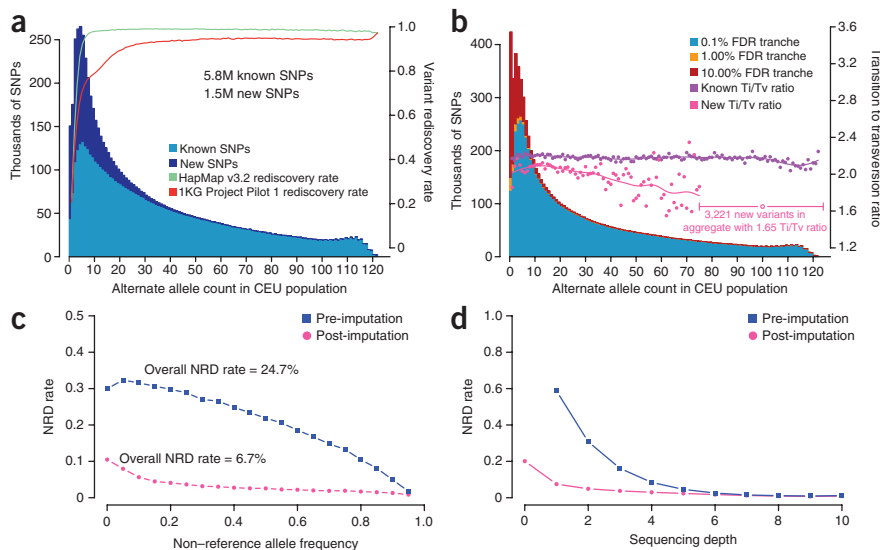 a
Thousands of SNPs
250
200
150
100
50
0
1.0
0.8
0.6
0.4
0.2
0
Variant rediscovery rate
5.8M known SNPs
1.5M new SNPs
Known SNPs
New SNPs
HapMap v3.2 rediscovery rate
1KG Project Pilot 1 rediscovery rate
0 10 20 30 40 50 60 70 80 90 100 110 120
Alternate allele count in CEU population
b
Thousands of SNPs
400
300
200
100
0
3.6
3.2
2.8
2.4
2.0
1.6
1.2
Transition to transversion ratio
0.1% FDR tranche
1.00% FDR tranche
10.00% FDR tranche
Known Ti/Tv ratio
New Ti/Tv ratio
3,221 new variants in
aggregate with 1.65 Ti/Tv ratio
0 10 20 30 40 50 60 70 80 90 100 110 120
Alternate allele count in CEU population
c
Pre-imputation
Post-imputation
NRD rate
0.5
0.4
0.3
0.2
0.1
0
Overall NRD rate = 24.7%
Overall NRD rate = 6.7%
0 0.2 0.4 0.6 0.8 1.0
Non–reference allele frequency
d
Pre-imputation
Post-imputation
NRD rate
1.0
0.8
0.6
0.4
0.2
0
0 2 4 6 8 10
Sequencing depth